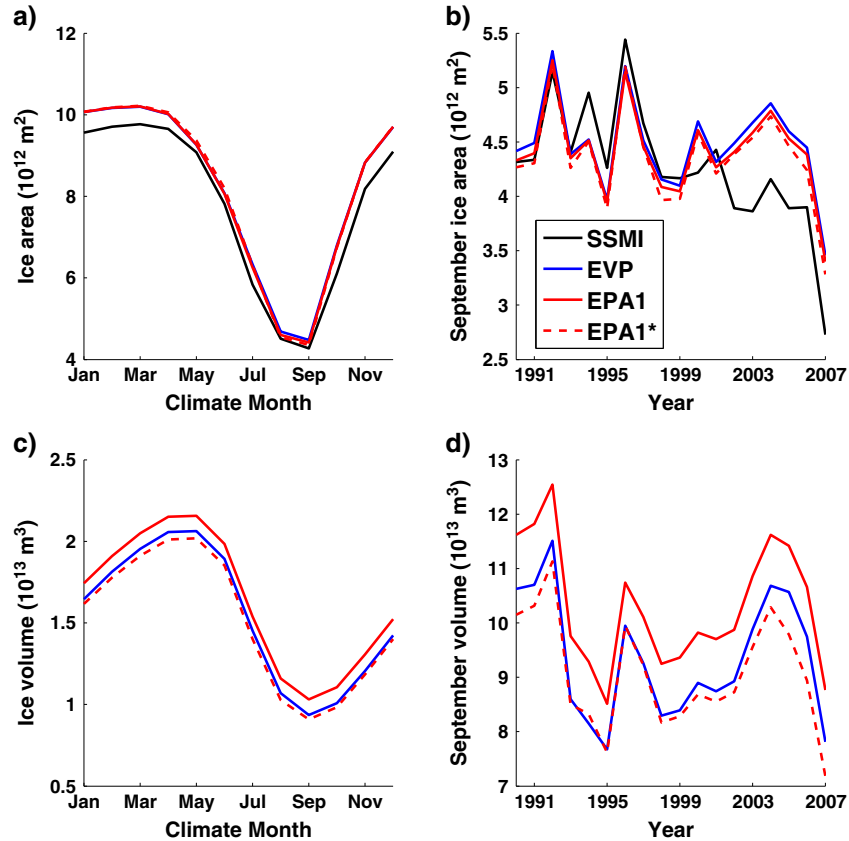 a)
Ice area (10¹² m²)
12
10
8
6
4
Jan Mar May Jul Sep Nov
Climate Month
b)
September ice area (10¹² m²)
5.5
5
4.5
4
3.5
3
2.5
SSMI
EVP
EPA1
EPA1*
1991 1995 1999 2003 2007
Year
c)
Ice volume (10¹³ m³)
2.5
2
1.5
1
0.5
Jan Mar May Jul Sep Nov
Climate Month
d)
September volume (10¹³ m³)
13
12
11
10
9
8
7
1991 1995 1999 2003 2007
Year